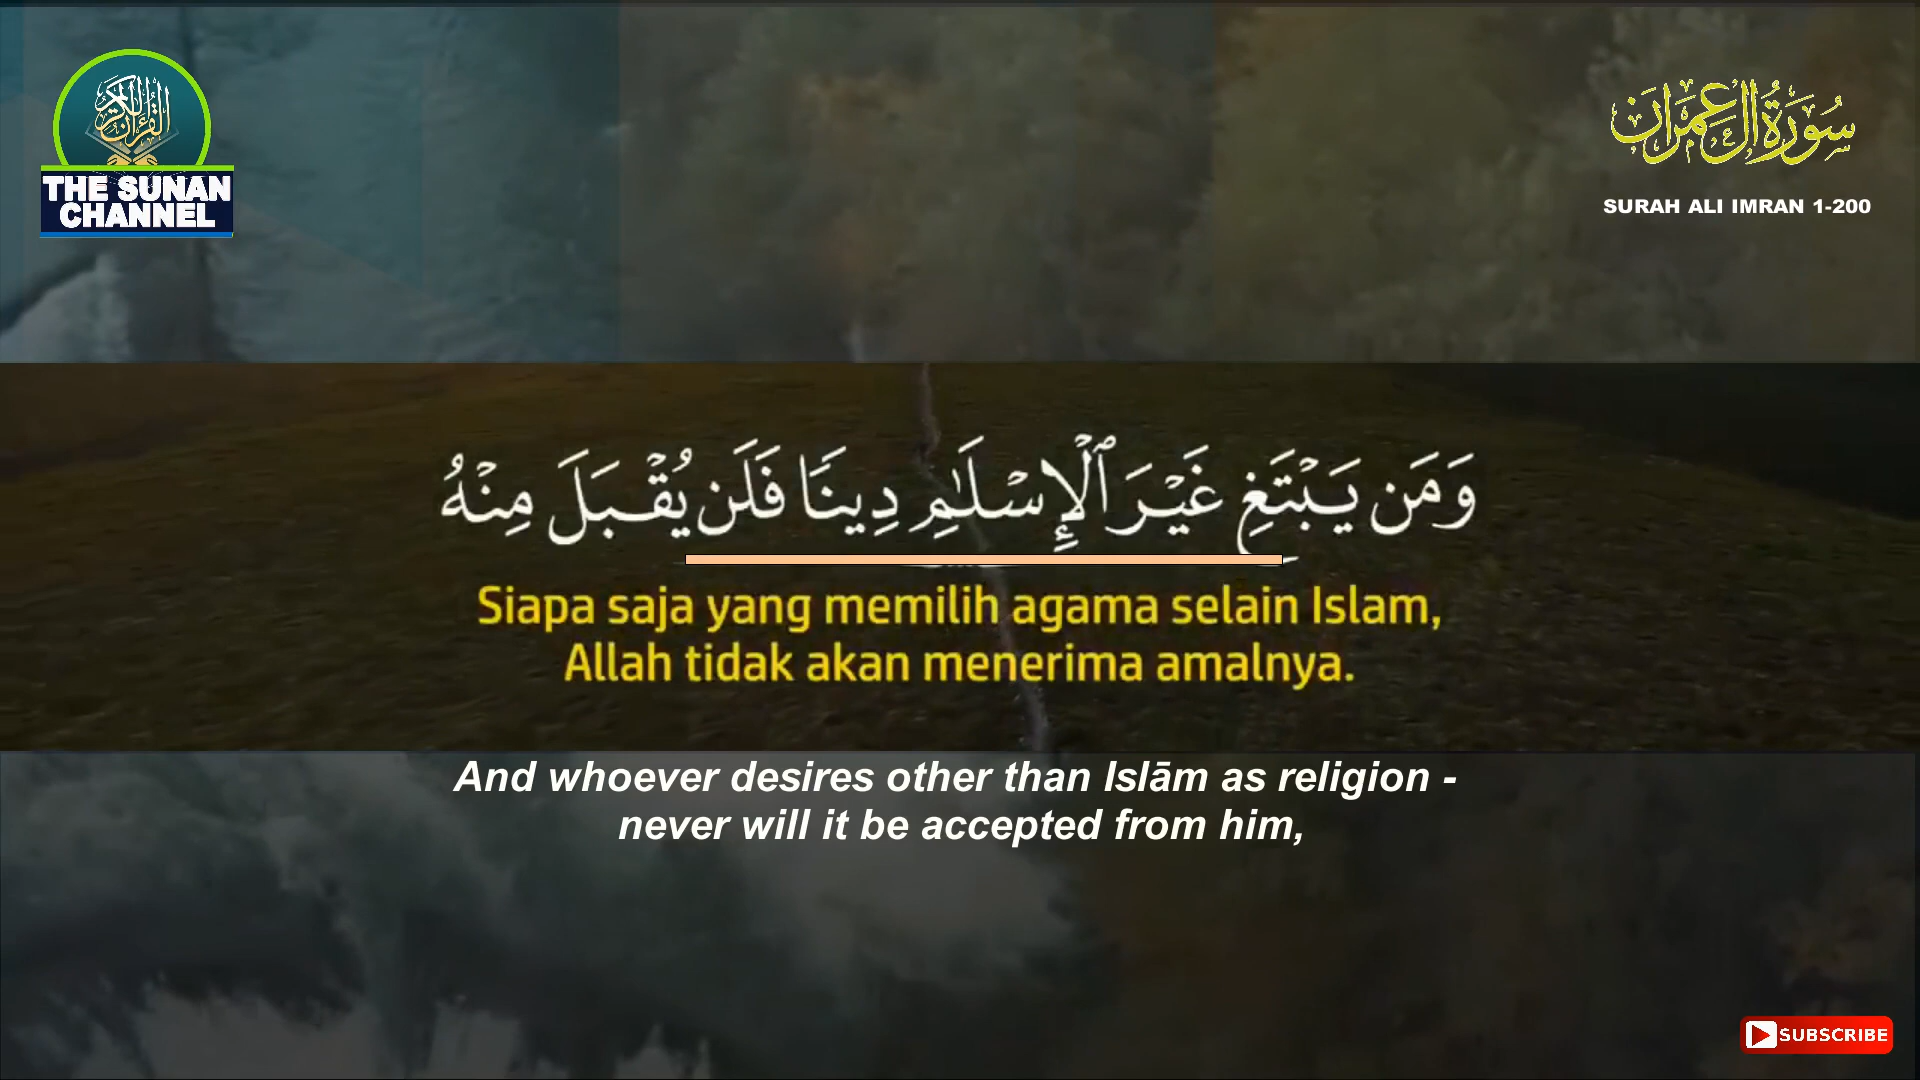 القرآن الكريم
THE SUNAN
CHANNEL
سُورَةُ آلِ عِمْرَان
SURAH ALI IMRAN 1-200
وَمَن يَبْتَغِ غَيْرَ ٱلْإِسْلَٰمِ دِينًا فَلَن يُقْبَلَ مِنْهُ
Siapa saja yang memilih agama selain Islam,
Allah tidak akan menerima amalnya.
And whoever desires other than Islām as religion -
never will it be accepted from him,
SUBSCRIBE